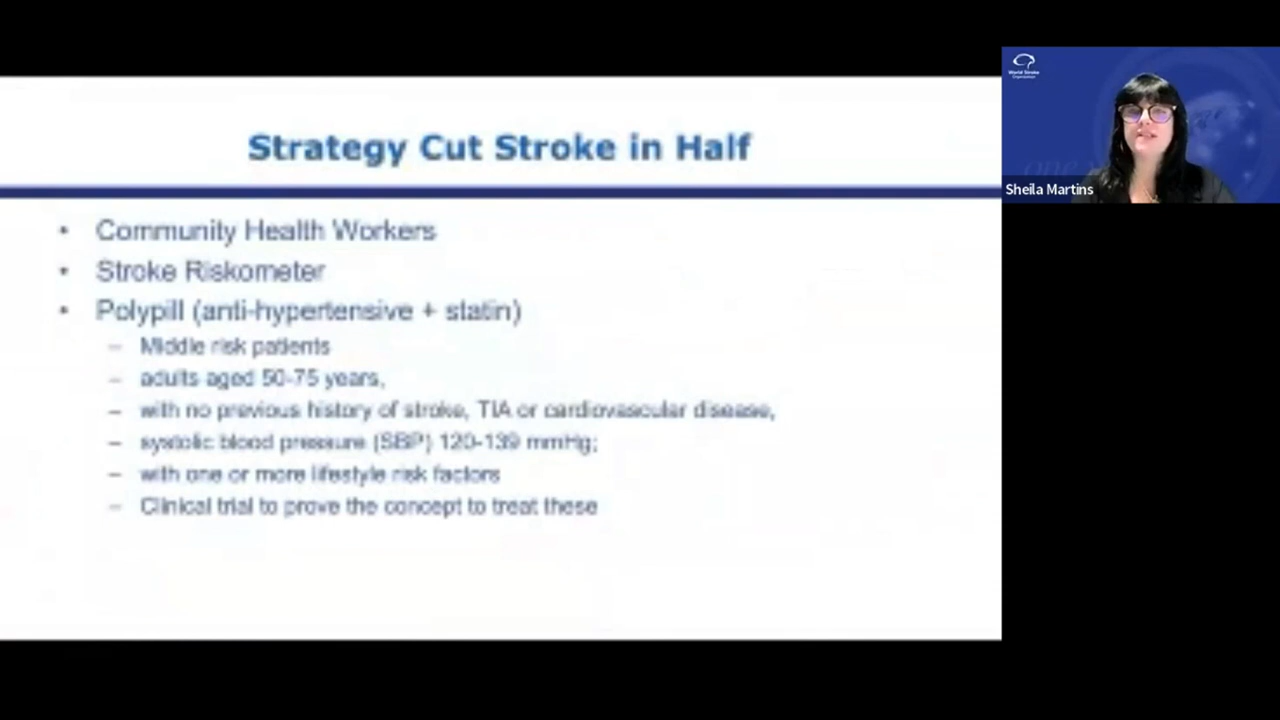 Strategy Cut Stroke in Half
• Community Health Workers
• Stroke Riskometer
• Polypill (anti-hypertensive + statin)
– Middle risk patients
– adults aged 50-75 years,
– with no previous history of stroke, TIA or cardiovascular disease,
– systolic blood pressure (SBP) 120-139 mmHg;
– with one or more lifestyle risk factors
– Clinical trial to prove the concept to treat these
World Stroke
Organization
Sheila Martins